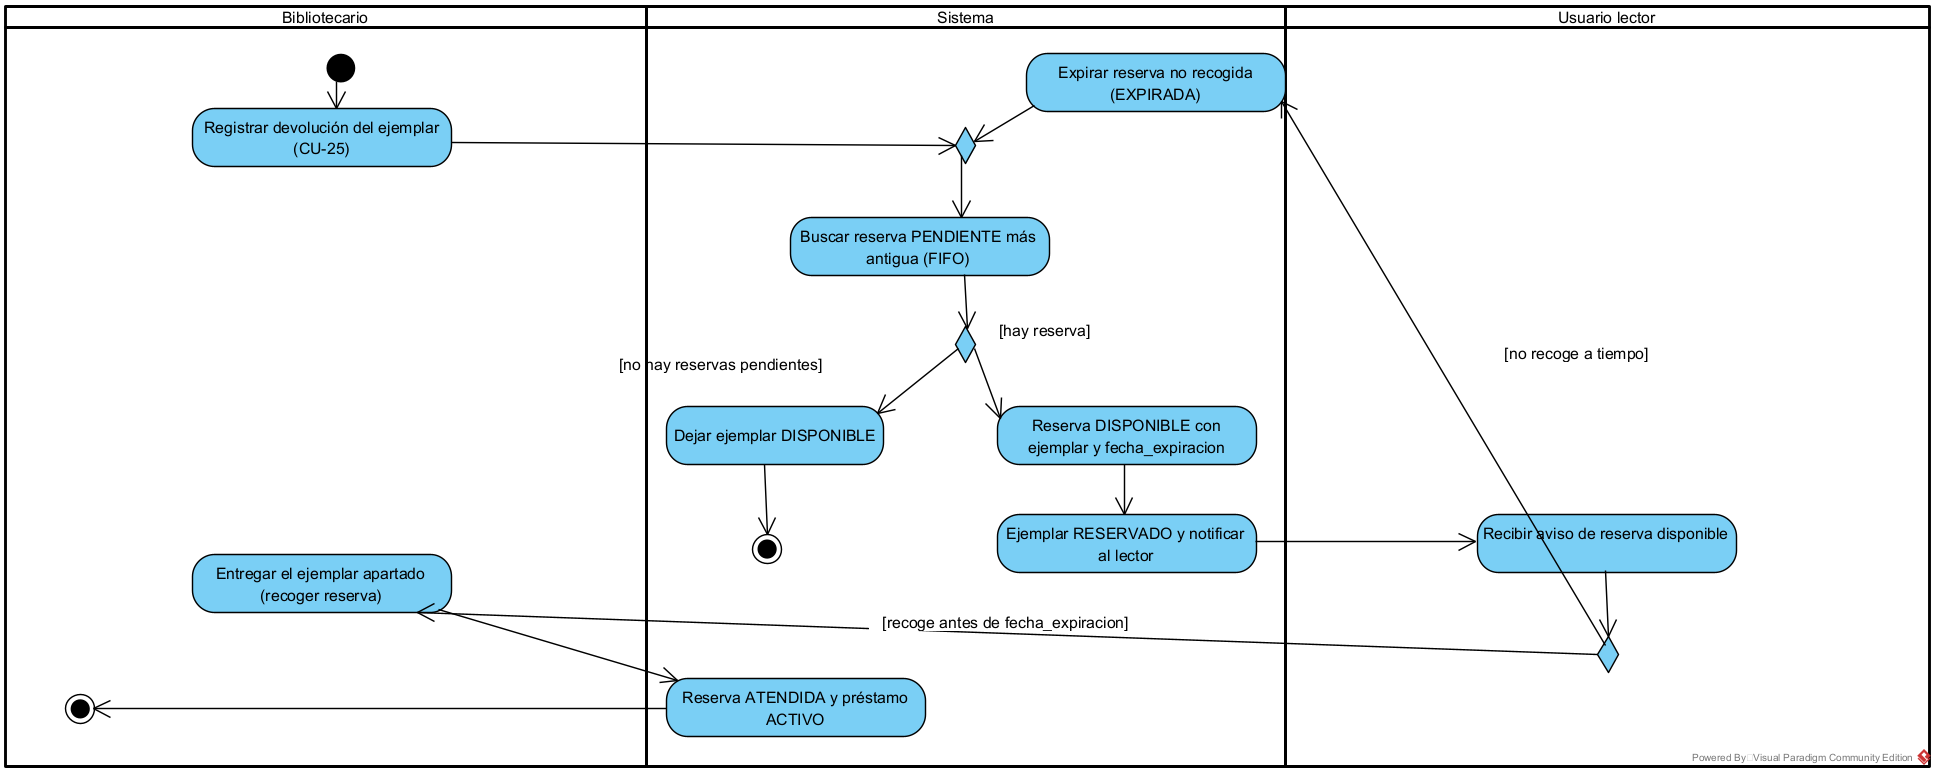 Bibliotecario
Sistema
Usuario lector
Expirar reserva no recogida
(EXPIRADA)
Registrar devolución del ejemplar
(CU-25)
Buscar reserva PENDIENTE más
antigua (FIFO)
[hay reserva]
[no hay reservas pendientes]
[no recoge a tiempo]
Dejar ejemplar DISPONIBLE
Reserva DISPONIBLE con
ejemplar y fecha_expiracion
Ejemplar RESERVADO y notificar
al lector
Recibir aviso de reserva disponible
Entregar el ejemplar apartado
(recoger reserva)
[recoge antes de fecha_expiracion]
Reserva ATENDIDA y préstamo
ACTIVO
Powered By Visual Paradigm Community Edition